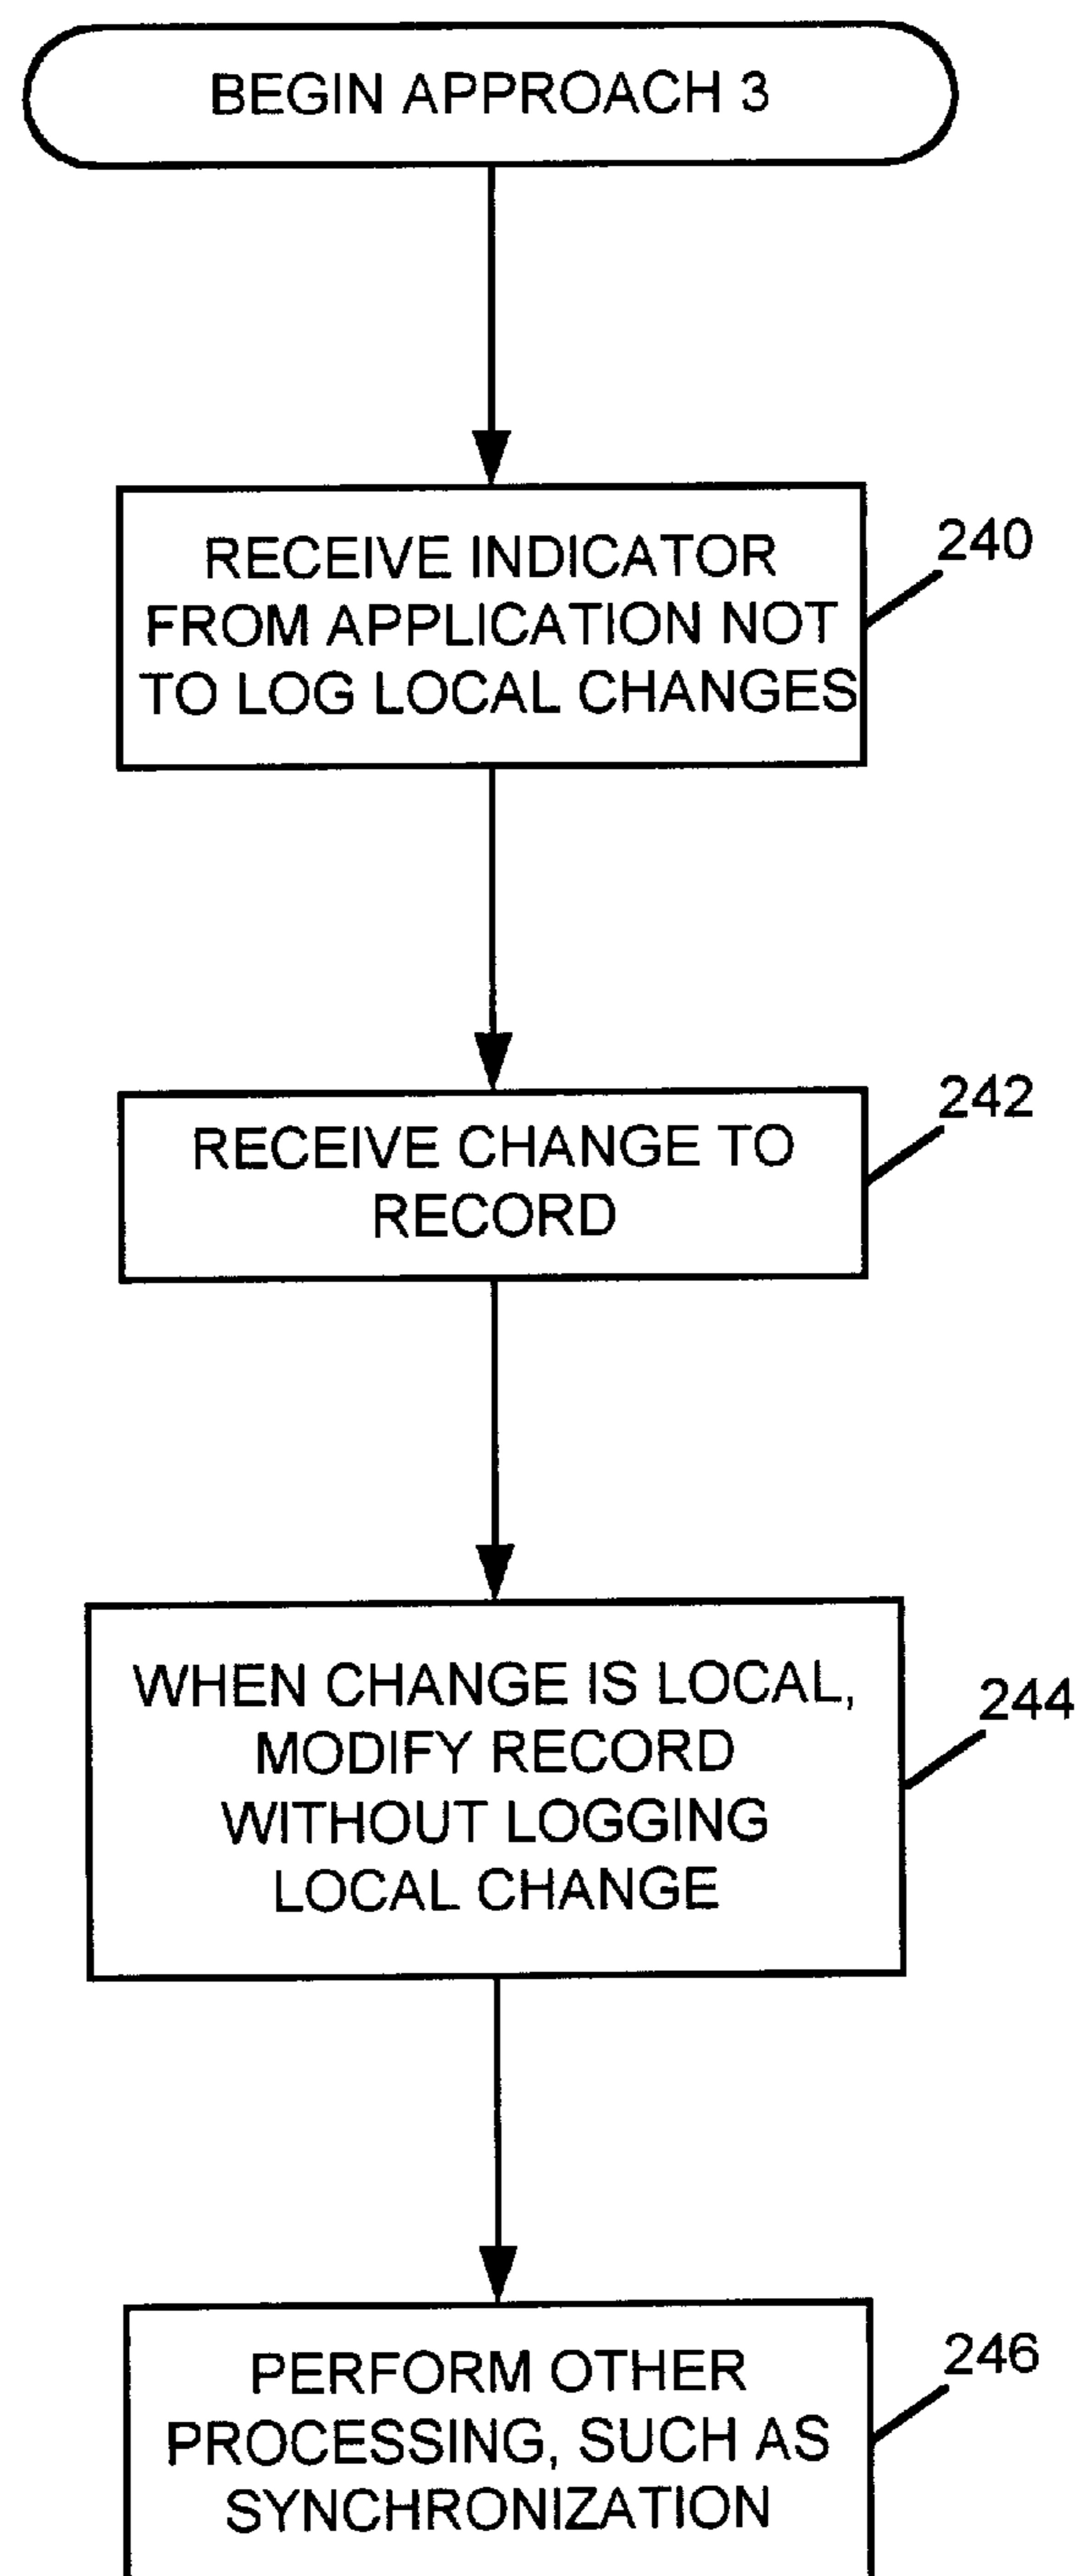 BEGIN APPROACH 3
RECEIVE INDICATOR
FROM APPLICATION NOT
TO LOG LOCAL CHANGES
240
RECEIVE CHANGE TO
RECORD
242
WHEN CHANGE IS LOCAL,
MODIFY RECORD
WITHOUT LOGGING
LOCAL CHANGE
244
PERFORM OTHER
PROCESSING, SUCH AS
SYNCHRONIZATION
246